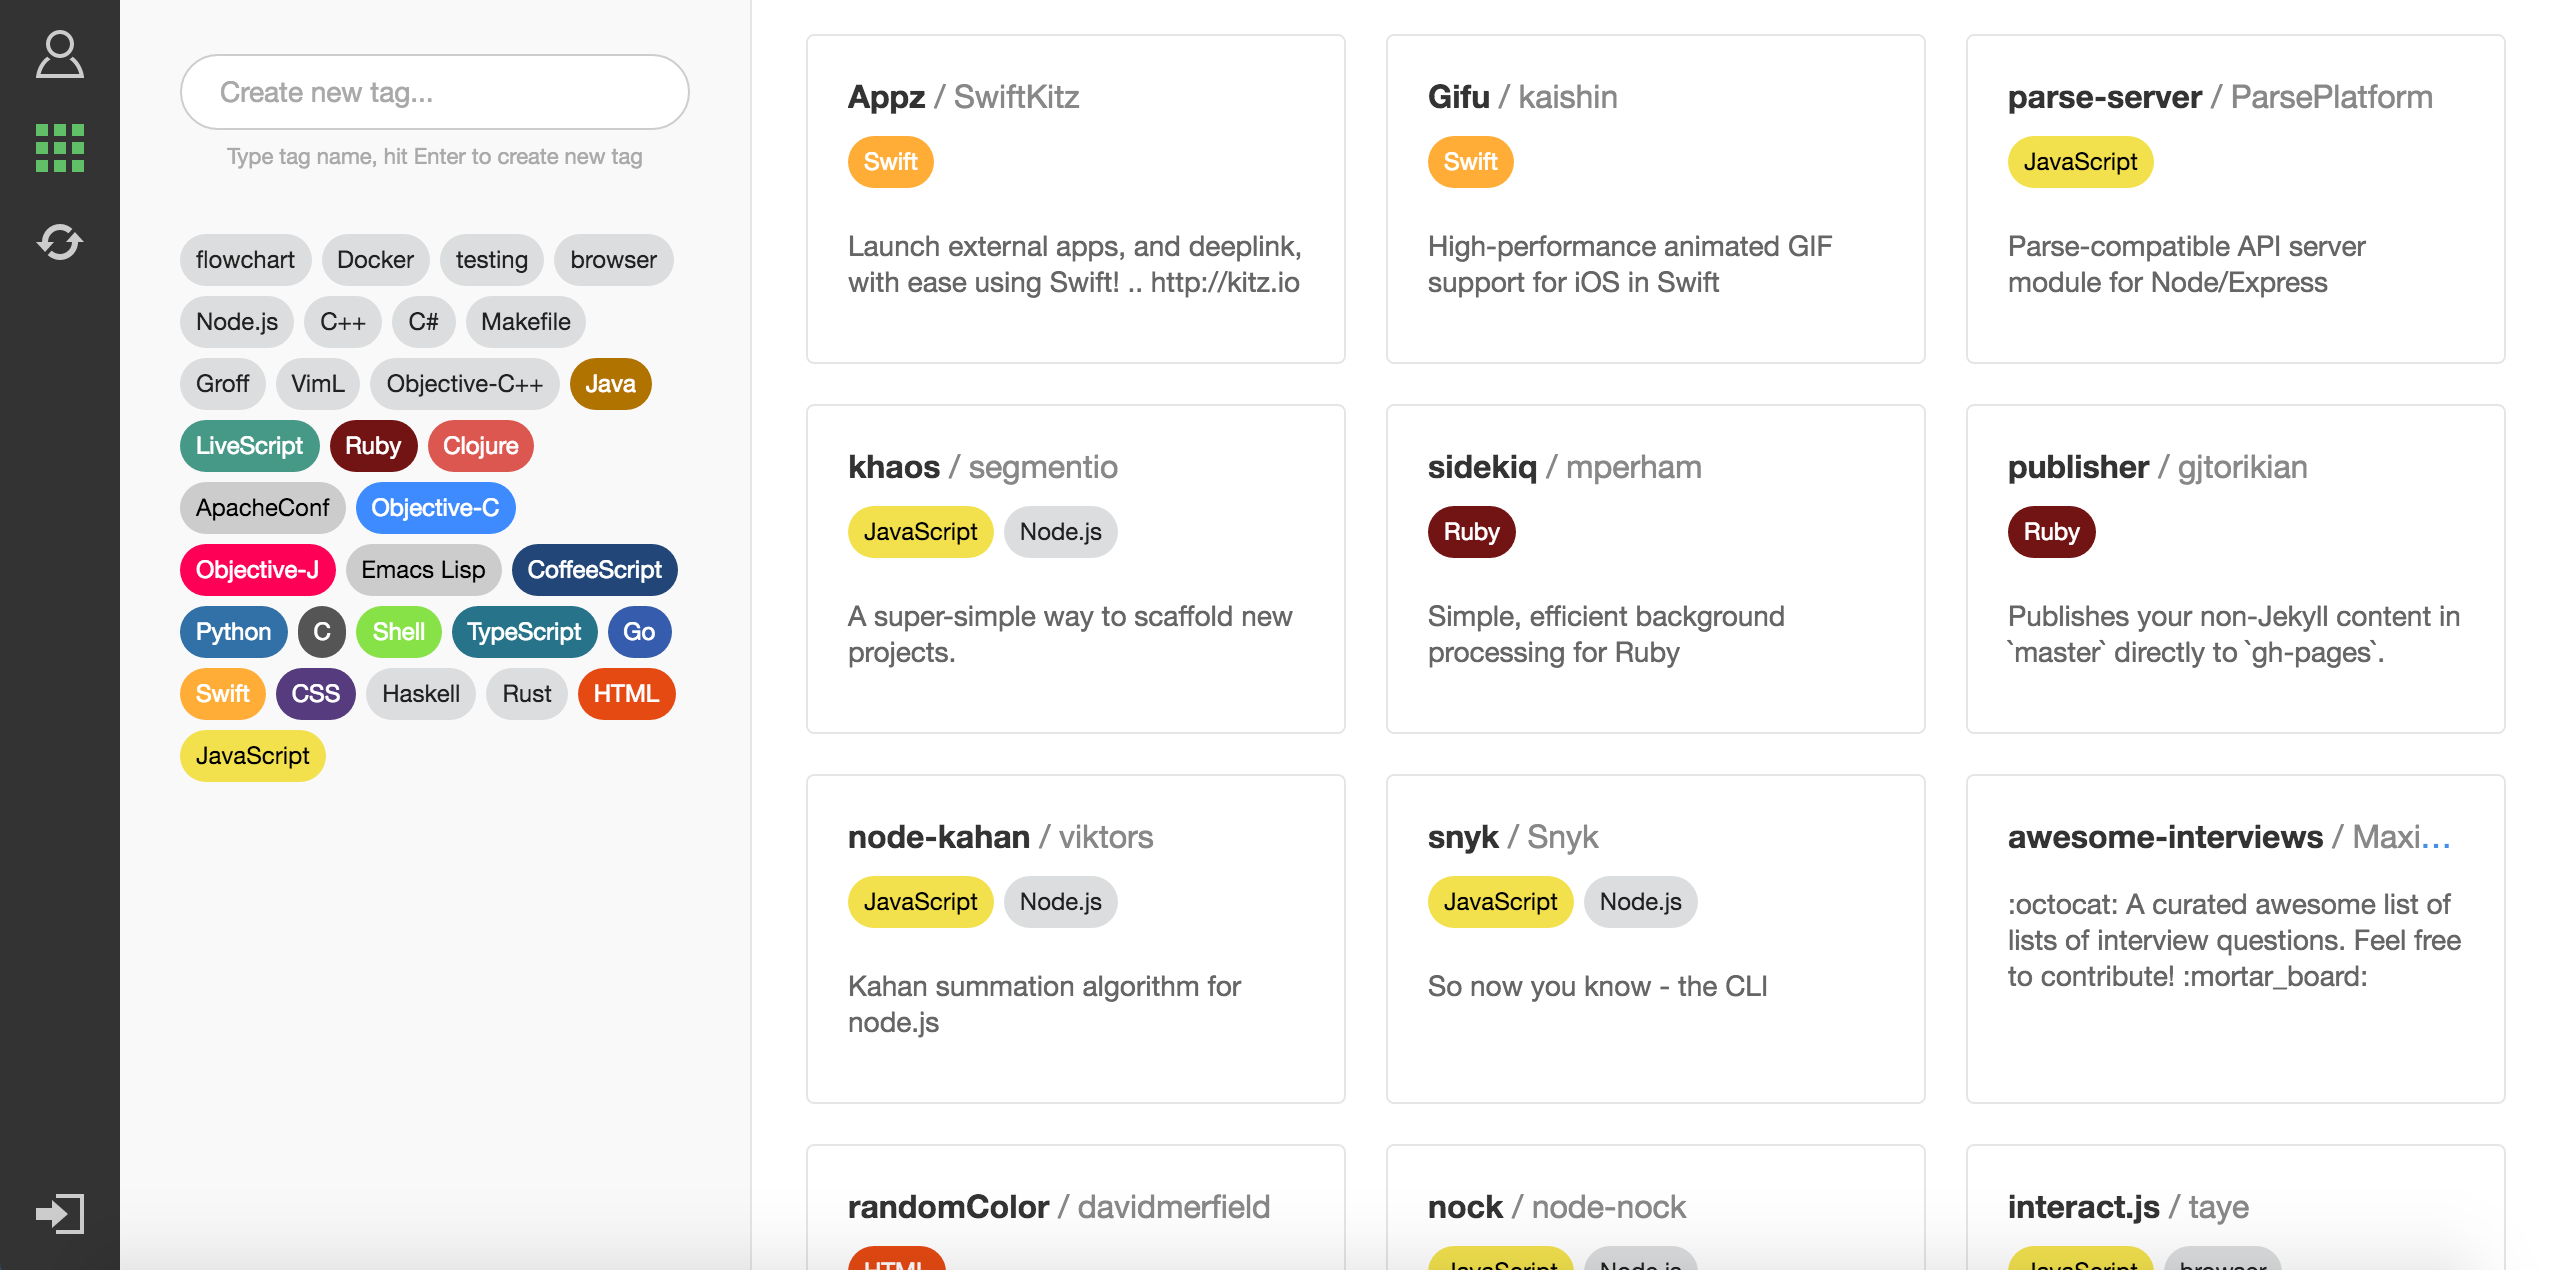 Create new tag...
Type tag name, hit Enter to create new tag
flowchart Docker testing browser
Node.js C++ C# Makefile
Groff VimL Objective-C++ Java
LiveScript Ruby Clojure
ApacheConf Objective-C
Objective-J Emacs Lisp CoffeeScript
Python C Shell TypeScript Go
Swift CSS Haskell Rust HTML
JavaScript
Appz / SwiftKitz
Swift
Launch external apps, and deeplink,
with ease using Swift! .. http://kitz.io
Gifu / kaishin
Swift
High-performance animated GIF
support for iOS in Swift
parse-server / ParsePlatform
JavaScript
Parse-compatible API server
module for Node/Express
khaos / segmentio
JavaScript Node.js
A super-simple way to scaffold new
projects.
sidekiq / mperham
Ruby
Simple, efficient background
processing for Ruby
publisher / gjtorikian
Ruby
Publishes your non-Jekyll content in
`master` directly to `gh-pages`.
node-kahan / viktors
JavaScript Node.js
Kahan summation algorithm for
node.js
snyk / Snyk
JavaScript Node.js
So now you know - the CLI
awesome-interviews / Maxi...
:octocat: A curated awesome list of
lists of interview questions. Feel free
to contribute! :mortar_board:
randomColor / davidmerfield
HTML
nock / node-nock
JavaScript Node.js
interact.js / taye
JavaScript browser